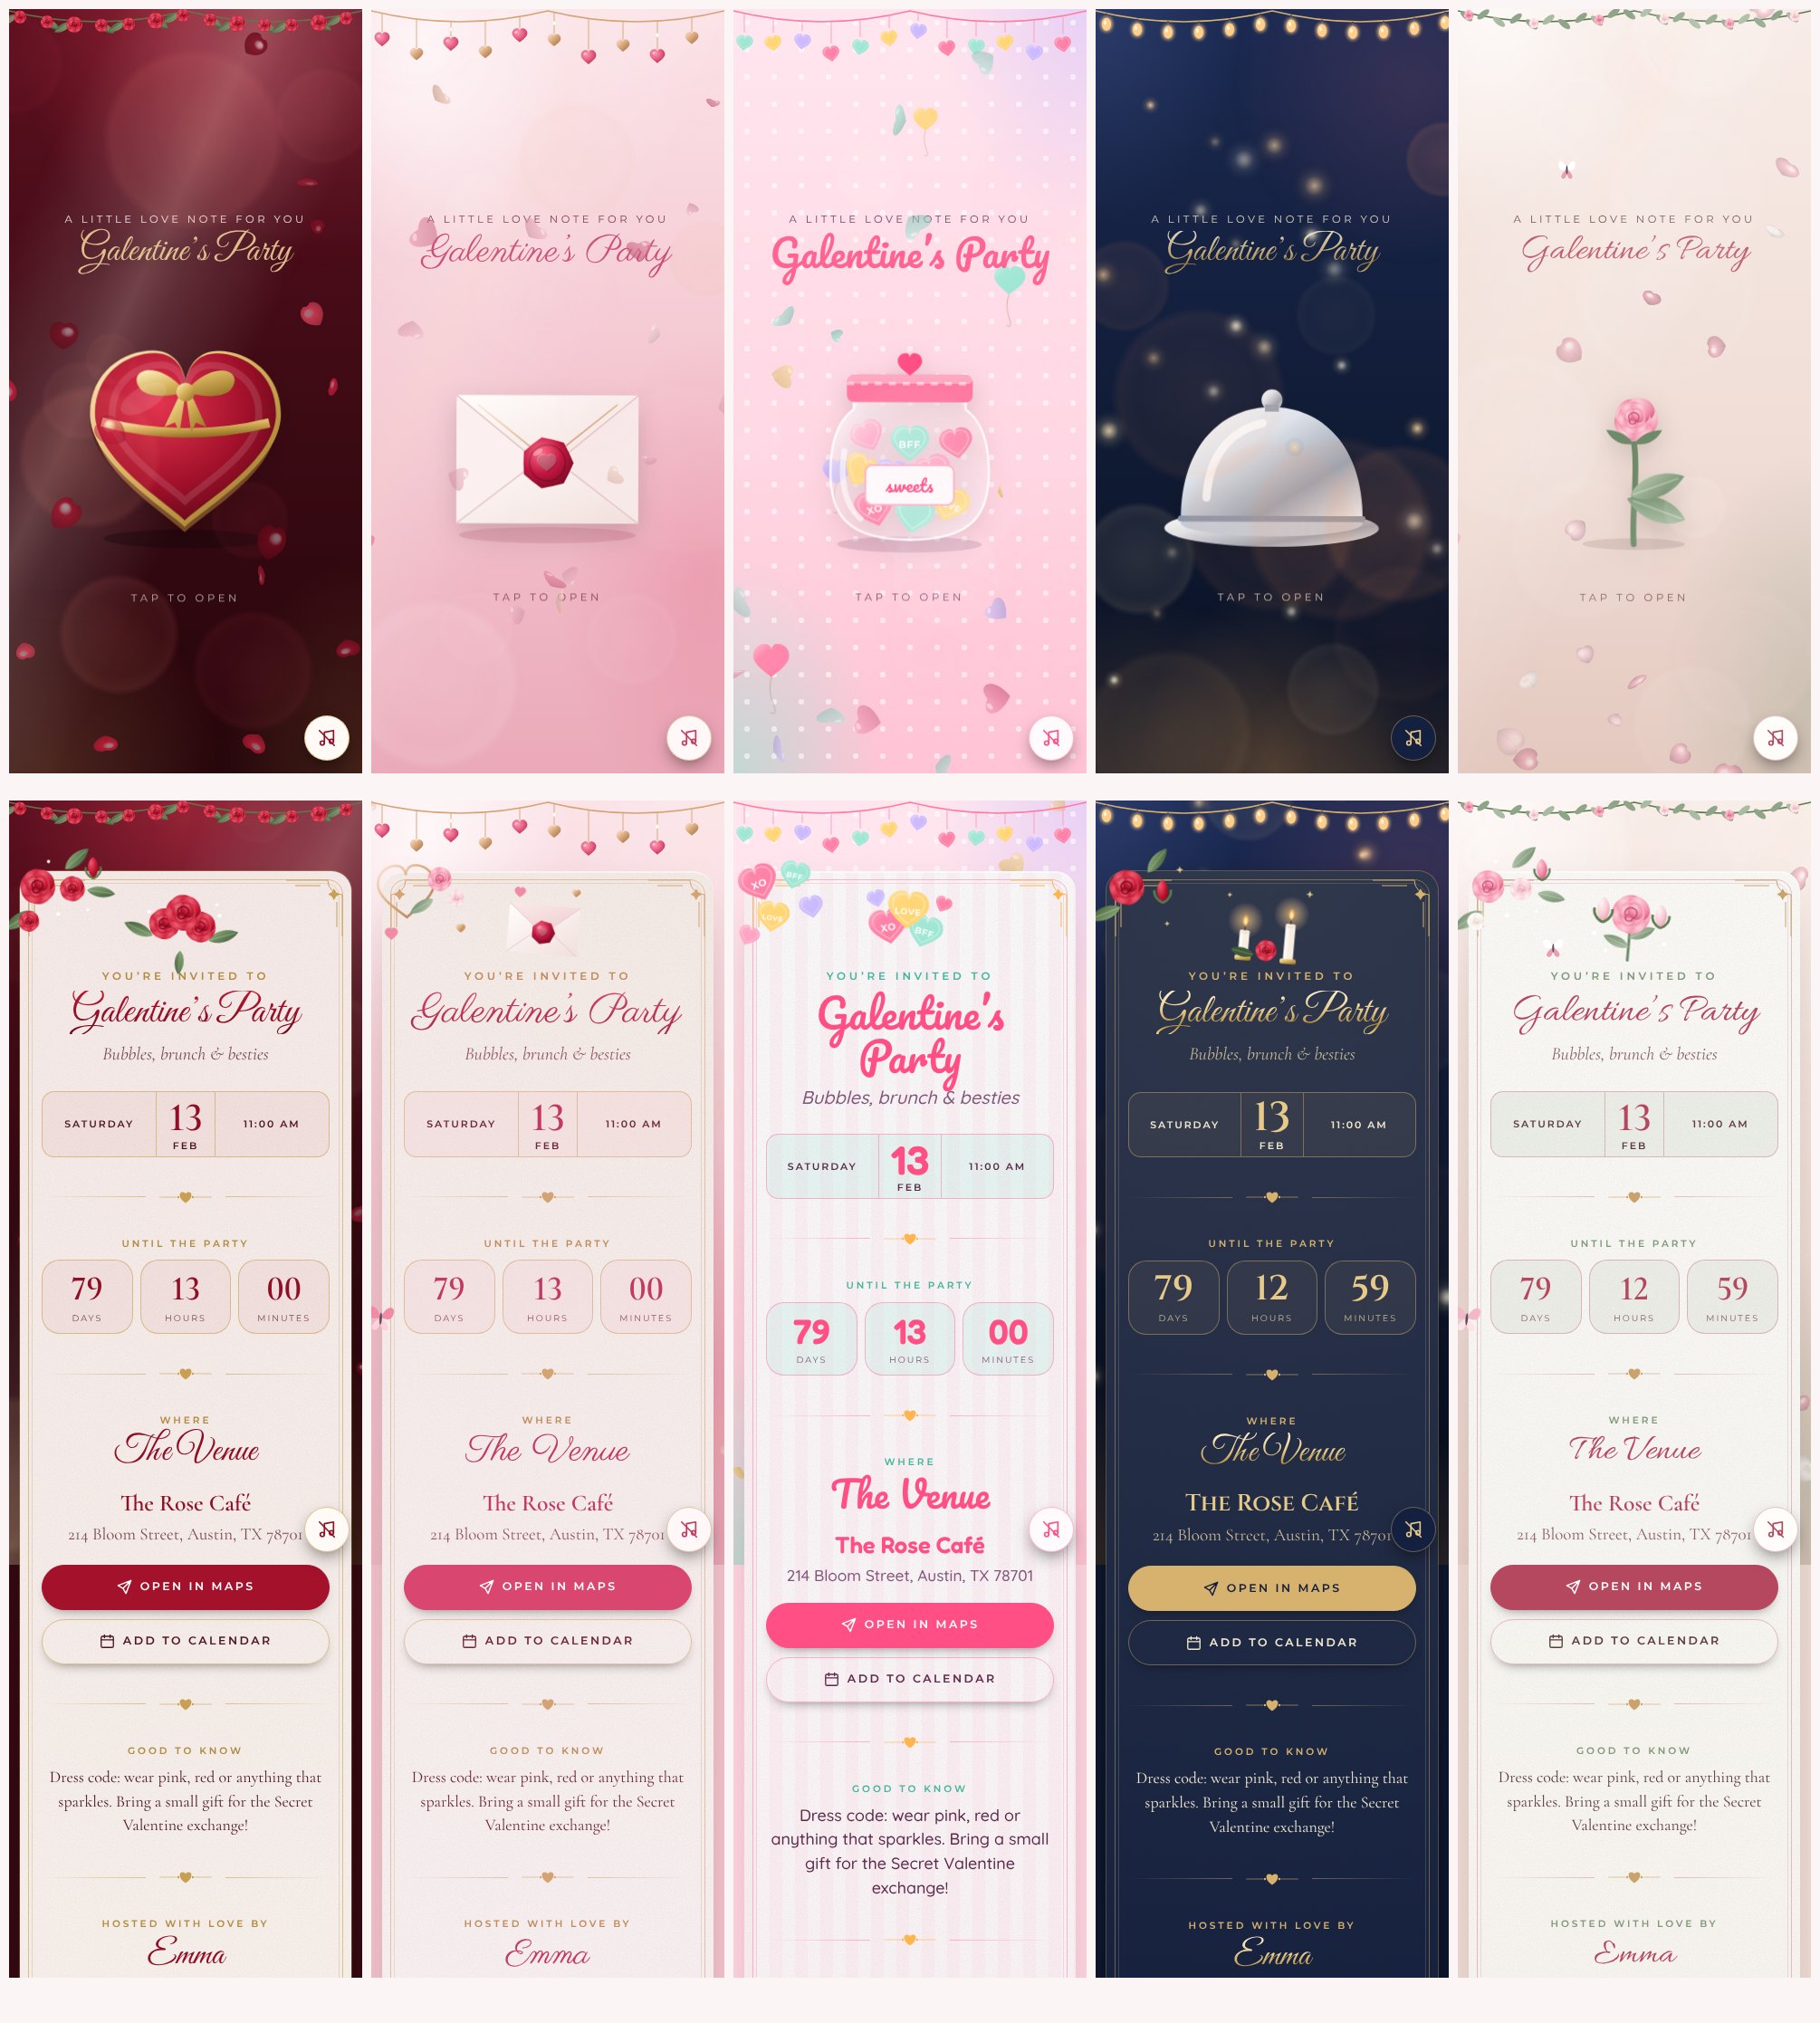 A LITTLE LOVE NOTE FOR YOU
Galentine's Party
TAP TO OPEN
A LITTLE LOVE NOTE FOR YOU
Galentine's Party
TAP TO OPEN
A LITTLE LOVE NOTE FOR YOU
Galentine's Party
BFF
sweets
XO
TAP TO OPEN
A LITTLE LOVE NOTE FOR YOU
Galentine's Party
TAP TO OPEN
A LITTLE LOVE NOTE FOR YOU
Galentine's Party
TAP TO OPEN
YOU'RE INVITED TO
Galentine's Party
Bubbles, brunch & besties
SATURDAY 13 FEB 11:00 AM
UNTIL THE PARTY
79 13 00
DAYS HOURS MINUTES
WHERE
The Venue
The Rose Café
214 Bloom Street, Austin, TX 78701
OPEN IN MAPS
ADD TO CALENDAR
GOOD TO KNOW
Dress code: wear pink, red or anything that
sparkles. Bring a small gift for the Secret
Valentine exchange!
HOSTED WITH LOVE BY
Emma
YOU'RE INVITED TO
Galentine's Party
Bubbles, brunch & besties
SATURDAY 13 FEB 11:00 AM
UNTIL THE PARTY
79 13 00
DAYS HOURS MINUTES
WHERE
The Venue
The Rose Café
214 Bloom Street, Austin, TX 78701
OPEN IN MAPS
ADD TO CALENDAR
GOOD TO KNOW
Dress code: wear pink, red or anything that
sparkles. Bring a small gift for the Secret
Valentine exchange!
HOSTED WITH LOVE BY
Emma
XO
BFF
LOVE
LOVE
XO
BFF
YOU'RE INVITED TO
Galentine's
Party
Bubbles, brunch & besties
SATURDAY 13 FEB 11:00 AM
UNTIL THE PARTY
79 13 00
DAYS HOURS MINUTES
WHERE
The Venue
The Rose Café
214 Bloom Street, Austin, TX 78701
OPEN IN MAPS
ADD TO CALENDAR
GOOD TO KNOW
Dress code: wear pink, red or
anything that sparkles. Bring a small
gift for the Secret Valentine
exchange!
YOU'RE INVITED TO
Galentine's Party
Bubbles, brunch & besties
SATURDAY 13 FEB 11:00 AM
UNTIL THE PARTY
79 12 59
DAYS HOURS MINUTES
WHERE
The Venue
The Rose Café
214 Bloom Street, Austin, TX 78701
OPEN IN MAPS
ADD TO CALENDAR
GOOD TO KNOW
Dress code: wear pink, red or anything that
sparkles. Bring a small gift for the Secret
Valentine exchange!
HOSTED WITH LOVE BY
Emma
YOU'RE INVITED TO
Galentine's Party
Bubbles, brunch & besties
SATURDAY 13 FEB 11:00 AM
UNTIL THE PARTY
79 12 59
DAYS HOURS MINUTES
WHERE
The Venue
The Rose Café
214 Bloom Street, Austin, TX 78701
OPEN IN MAPS
ADD TO CALENDAR
GOOD TO KNOW
Dress code: wear pink, red or anything that
sparkles. Bring a small gift for the Secret
Valentine exchange!
HOSTED WITH LOVE BY
Emma